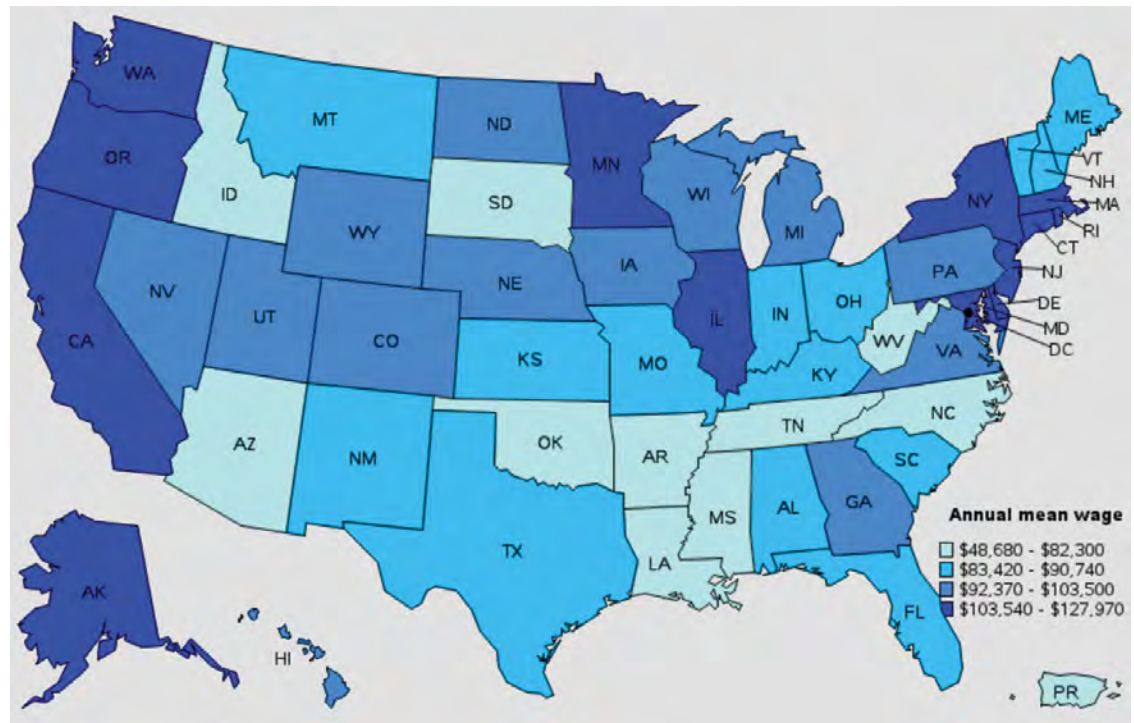 WA
MT
ND
MN
ME
VT
NH
OR
ID
SD
WI
NY
MA
RI
CT
WY
MI
IA
PA
NJ
NE
NV
UT
CO
IL
IN
OH
DE
MD
DC
CA
WV
VA
KS
MO
KY
AZ
NM
OK
AR
TN
NC
SC
MS
AL
GA
TX
LA
FL
AK
HI
PR
Annual mean wage
$48,680 - $82,300
$83,420 - $90,740
$92,370 - $103,500
$103,540 - $127,970